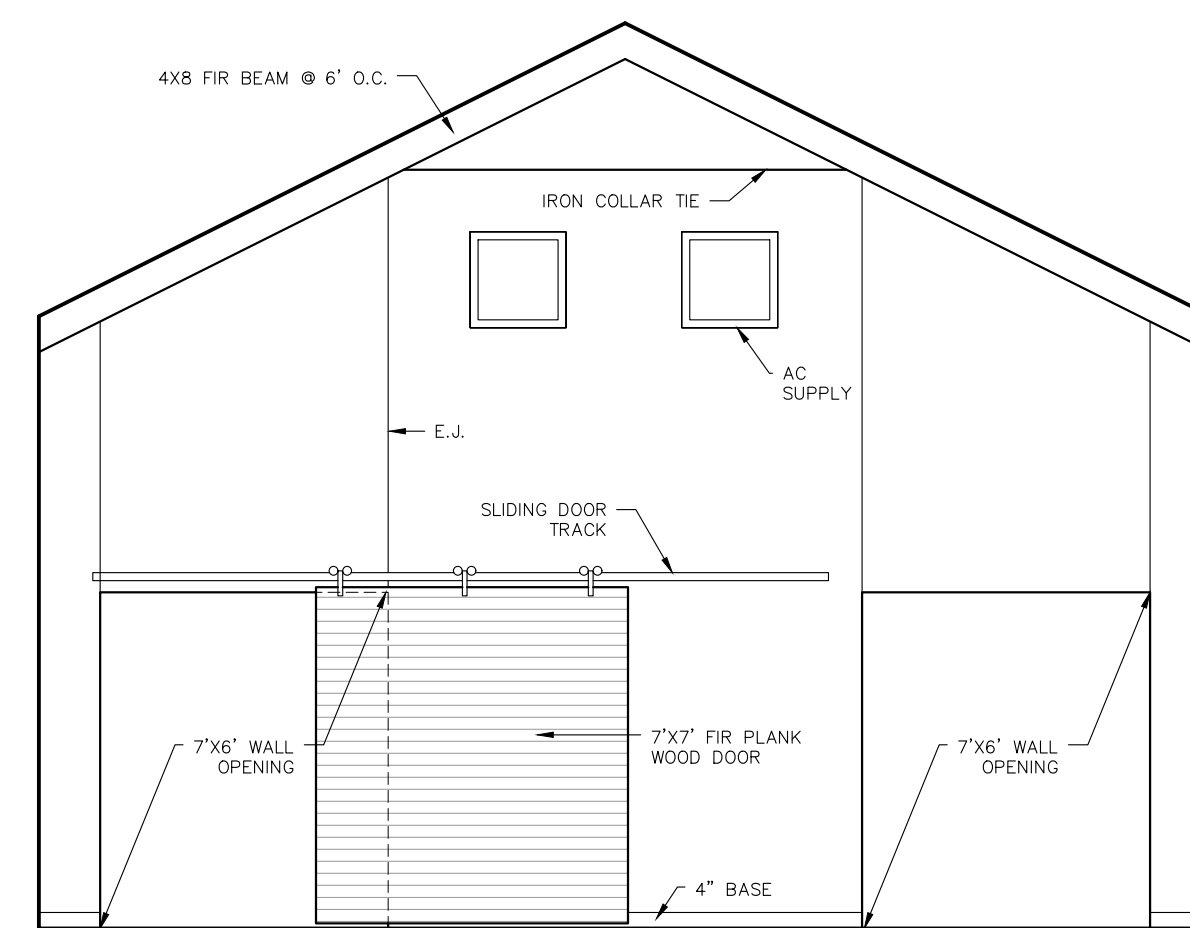 4X8 FIR BEAM @ 6' O.C.
IRON COLLAR TIE
AC
SUPPLY
E.J.
SLIDING DOOR
TRACK
7'X6' WALL
OPENING
7'X7' FIR PLANK
WOOD DOOR
7'X6' WALL
OPENING
4" BASE